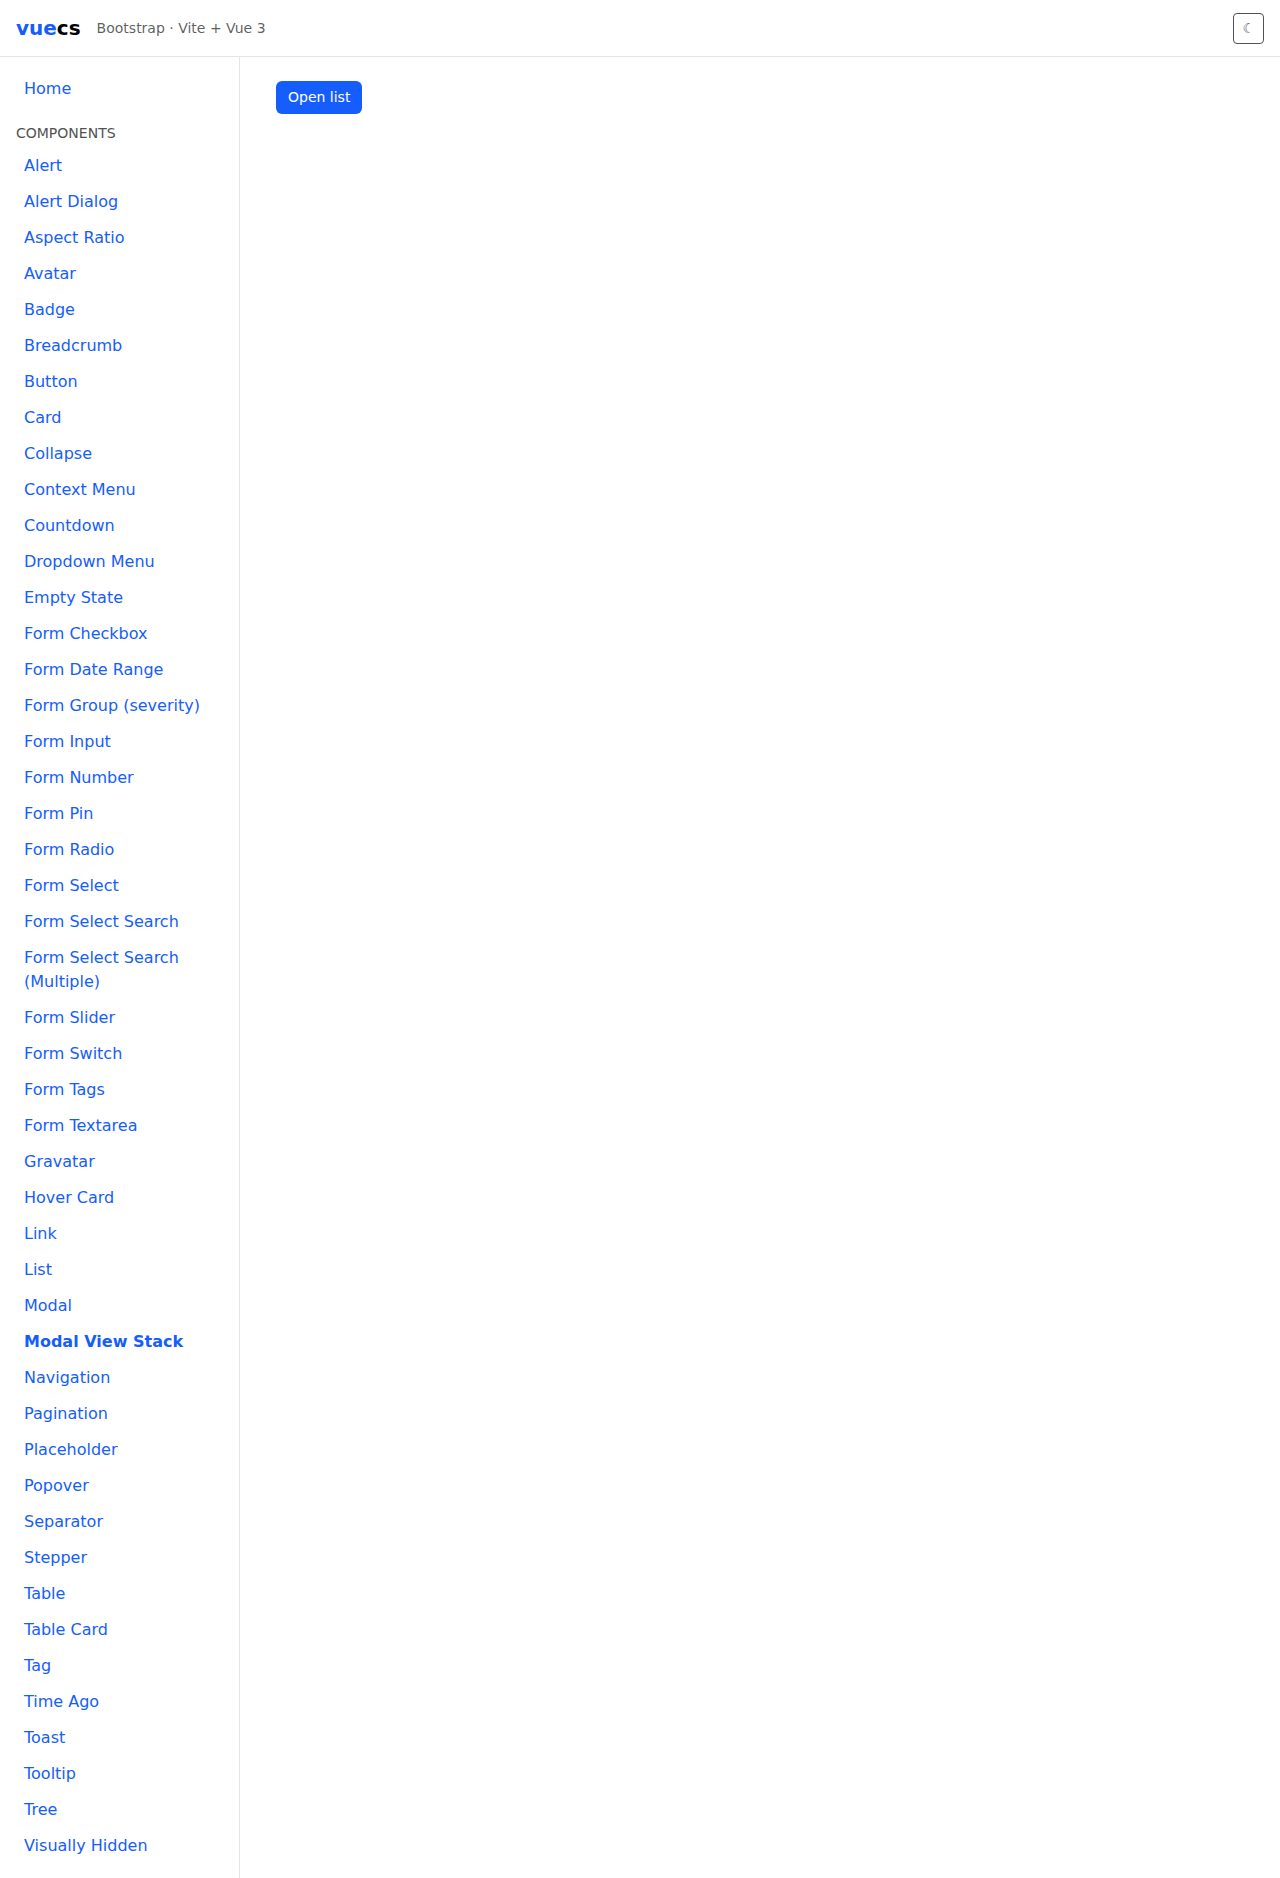 vuecs Bootstrap · Vite + Vue 3
☾
Open list
Home
COMPONENTS
Alert
Alert Dialog
Aspect Ratio
Avatar
Badge
Breadcrumb
Button
Card
Collapse
Context Menu
Countdown
Dropdown Menu
Empty State
Form Checkbox
Form Date Range
Form Group (severity)
Form Input
Form Number
Form Pin
Form Radio
Form Select
Form Select Search
Form Select Search
(Multiple)
Form Slider
Form Switch
Form Tags
Form Textarea
Gravatar
Hover Card
Link
List
Modal
Modal View Stack
Navigation
Pagination
Placeholder
Popover
Separator
Stepper
Table
Table Card
Tag
Time Ago
Toast
Tooltip
Tree
Visually Hidden